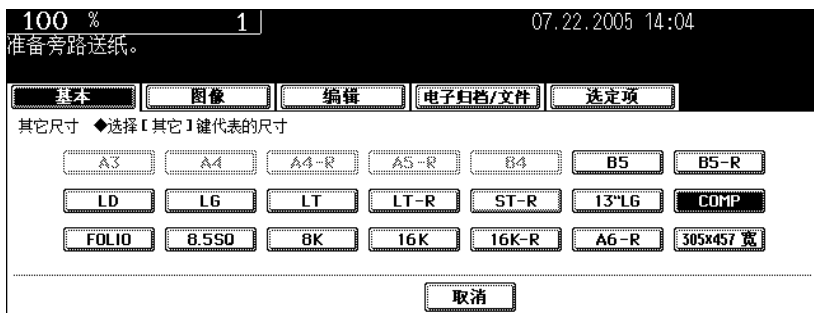 100 % 1 07.22.2005 14:04
准备旁路送纸。
基本 图像 编辑 电子归档/文件 选定项
其它尺寸 ◆选择【其它】键代表的尺寸
A3 A4 A4-R A5-R B4 B5 B5-R
LD LG LT LT-R ST-R 13"LG COMP
FOLIO 8.5SQ 8K 16K 16K-R A6-R 305x457 宽
取消